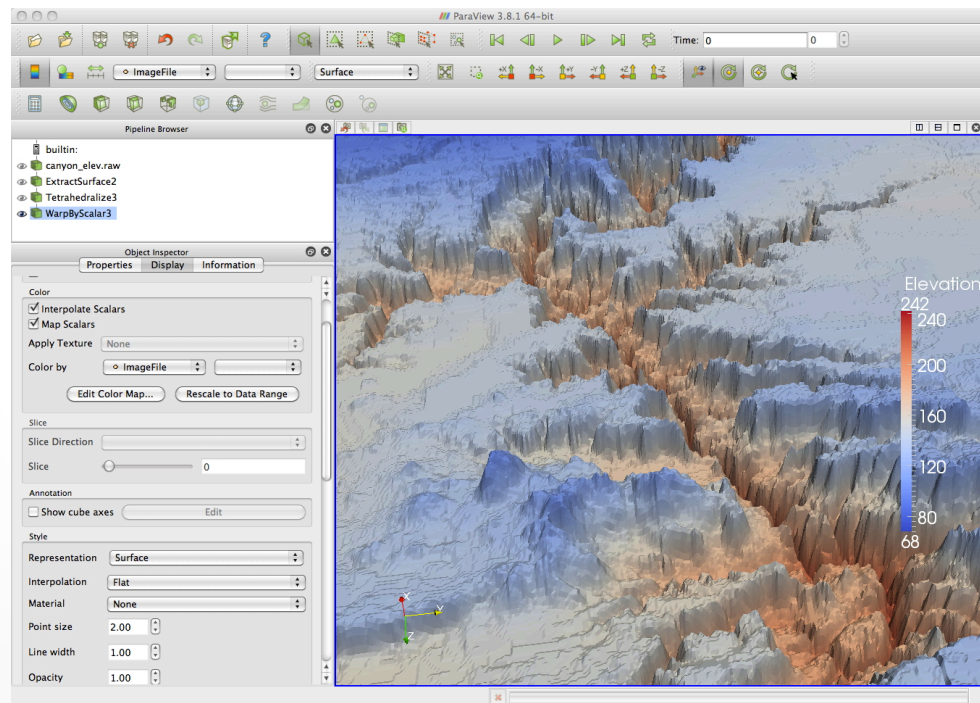 ParaView 3.8.1 64-bit
Time: 0 0
ImageFile Surface
Pipeline Browser
builtin:
canyon_elev.raw
ExtractSurface2
Tetrahedralize3
WarpByScalar3
Object Inspector
Properties Display Information
Color
Interpolate Scalars
Map Scalars
Apply Texture None
Color by ImageFile
Edit Color Map... Rescale to Data Range
Slice
Slice Direction
Slice 0
Annotation
Show cube axes Edit
Style
Representation Surface
Interpolation Flat
Material None
Point size 2.00
Line width 1.00
Opacity 1.00
Elevation
242
240
200
160
120
80
68
X
Y
Z